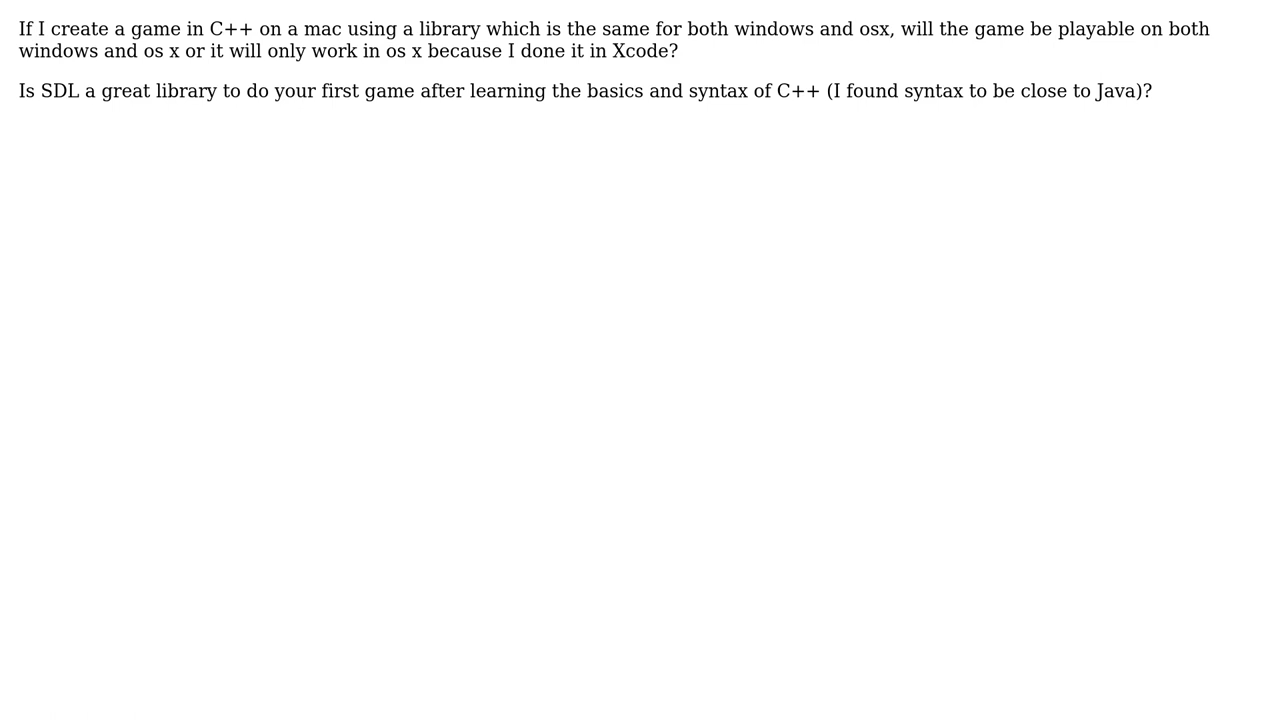 If I create a game in C++ on a mac using a library which is the same for both windows and osx, will the game be playable on both
windows and os x or it will only work in os x because I done it in Xcode?
Is SDL a great library to do your first game after learning the basics and syntax of C++ (I found syntax to be close to Java)?